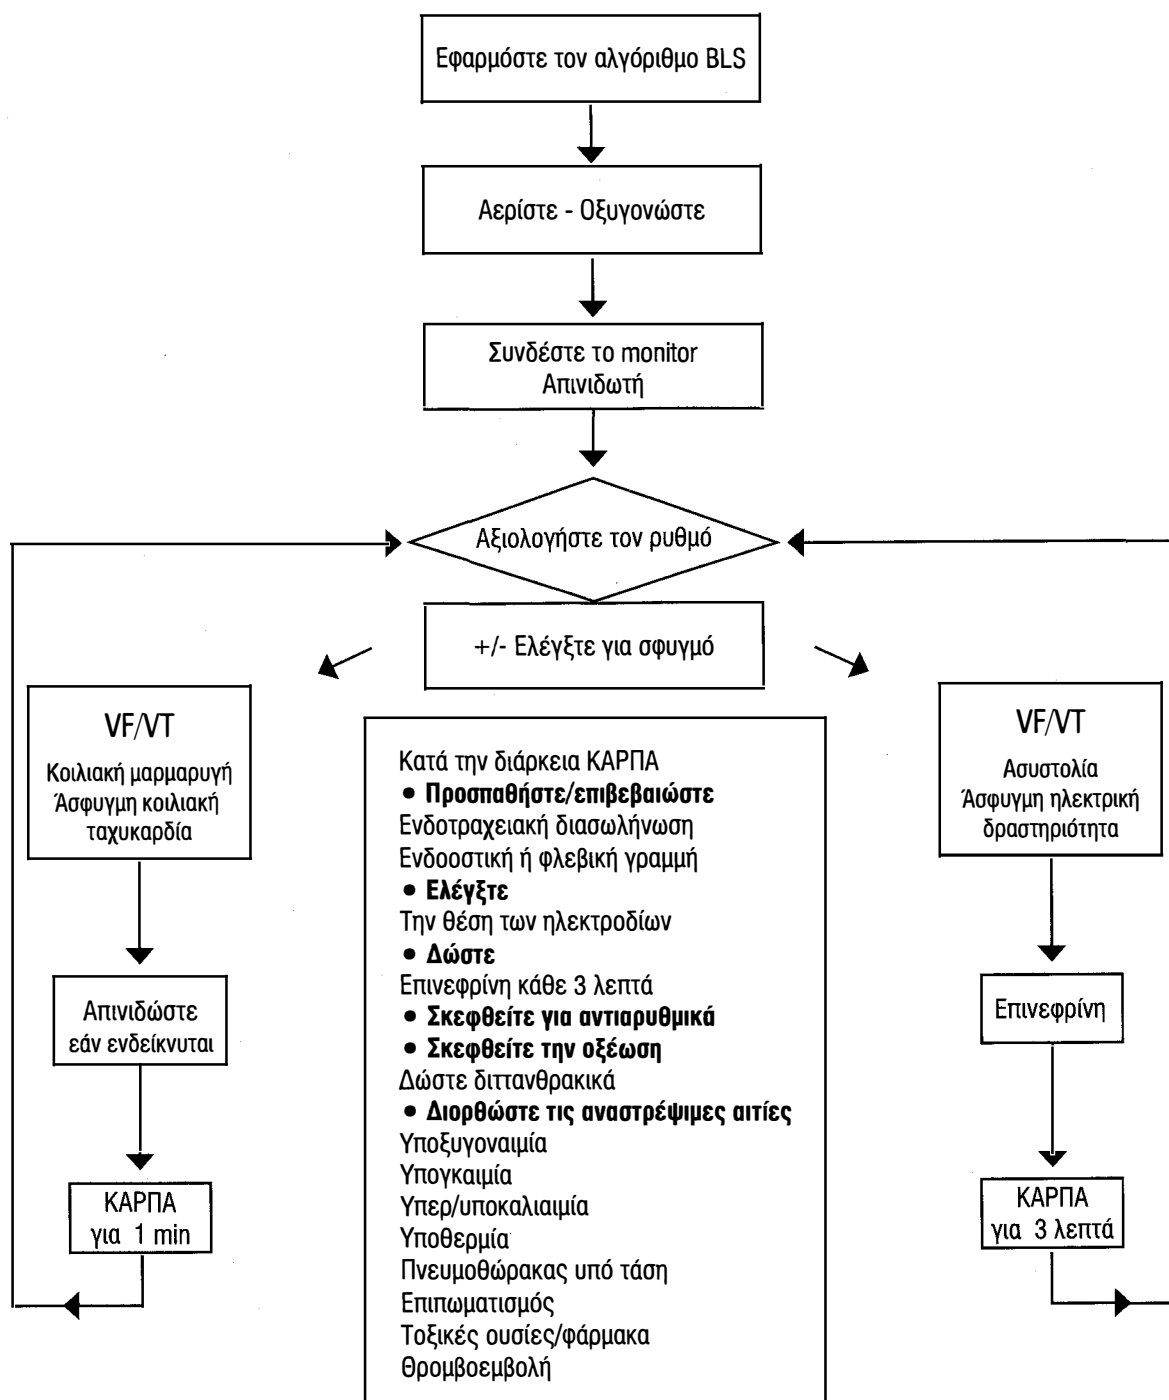 Εφαρμόστε τον αλγόριθμο BLS
Αερίστε - Οξυγονώστε
Συνδέστε το monitor
Απινιδωτή
Αξιολογήστε τον ρυθμό
+/- Ελέγξτε για σφυγμό
VF/VT
Κοιλιακή μαρμαρυγή
Άσφυγμη κοιλιακή
ταχυκαρδία
Απινιδώστε
εάν ενδείκνυται
ΚΑΡΠΑ
για 1 min
Κατά την διάρκεια ΚΑΡΠΑ
• Προσπαθήστε/επιβεβαιώστε
Ενδοτραχειακή διασωλήνωση
Ενδοοστική ή φλεβική γραμμή
• Ελέγξτε
Την θέση των ηλεκτροδίων
• Δώστε
Επινεφρίνη κάθε 3 λεπτά
• Σκεφθείτε για αντιαρυθμικά
• Σκεφθείτε την οξέωση
Δώστε διττανθρακικά
• Διορθώστε τις αναστρέψιμες αιτίες
Υποξυγοναιμία
Υπογκαιμία
Υπερ/υποκαλιαιμία
Υποθερμία
Πνευμοθώρακας υπό τάση
Επιπωματισμός
Τοξικές ουσίες/φάρμακα
Θρομβοεμβολή
VF/VT
Ασυστολία
Άσφυγμη ηλεκτρική
δραστηριότητα
Επινεφρίνη
ΚΑΡΠΑ
για 3 λεπτά